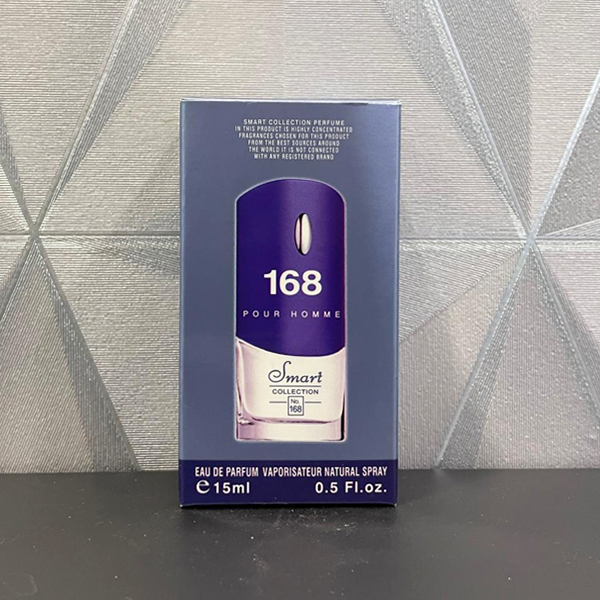 SMART COLLECTION PERFUME
IN THIS PRODUCT IS HIGHLY CONCENTRATED
FRAGRANCES CHOSEN FOR THIS PRODUCT
FROM THE BEST SOURCES AROUND
THE WORLD IT IS NOT CONNECTED
WITH ANY REGISTERED BRAND
168
POUR HOMME
Smart
COLLECTION
No.
168
EAU DE PARFUM VAPORISATEUR NATURAL SPRAY
℮15ml 0.5 Fl.oz.